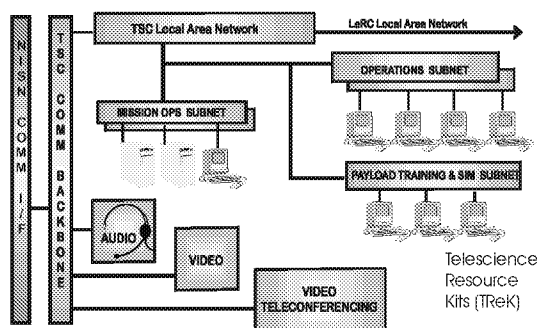 TSC Local Area Network
LeRC Local Area Network
NISN COMM I/F
TSC COMM BACKBONE
OPERATIONS SUBNET
MISSION OPS SUBNET
PAYLOAD TRAINING & SIM SUBNET
AUDIO
VIDEO
VIDEO
TELECONFERENCING
Telescience
Resource
Kits (TReK)